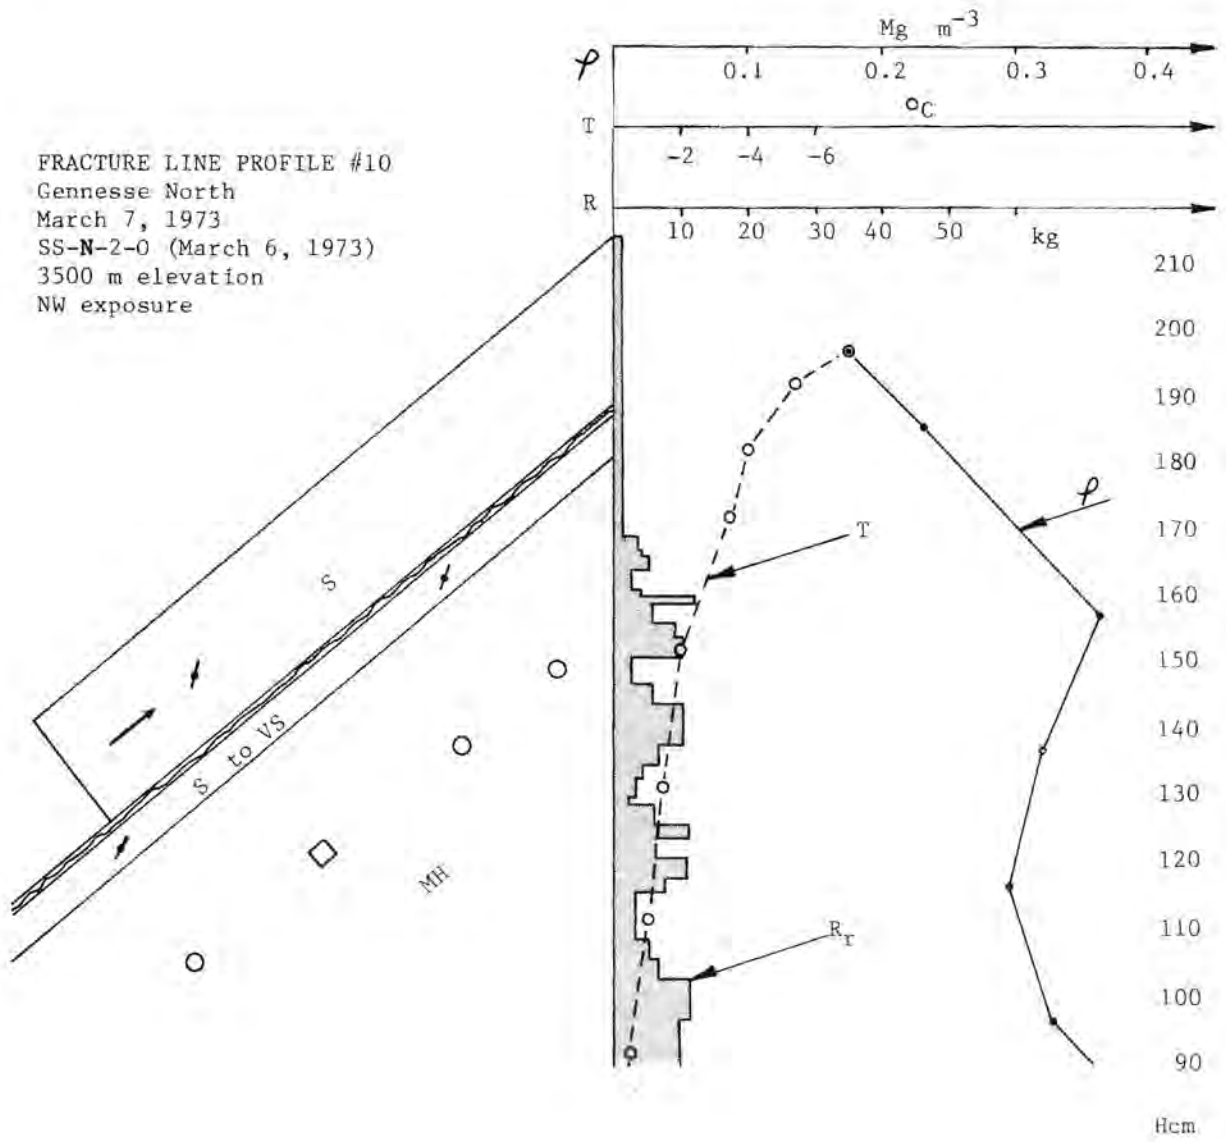 Mg m⁻³
φ 0.1 0.2 0.3 0.4
°C
T
-2 -4 -6
R
10 20 30 40 50 kg
FRACTURE LINE PROFILE #10
Gennesse North
March 7, 1973
SS-N-2-0 (March 6, 1973)
3500 m elevation
NW exposure
210
200
190
180
φ
170
T
S
160
150
S to VS
140
130
120
MH
110
Rr
100
90
Hcm